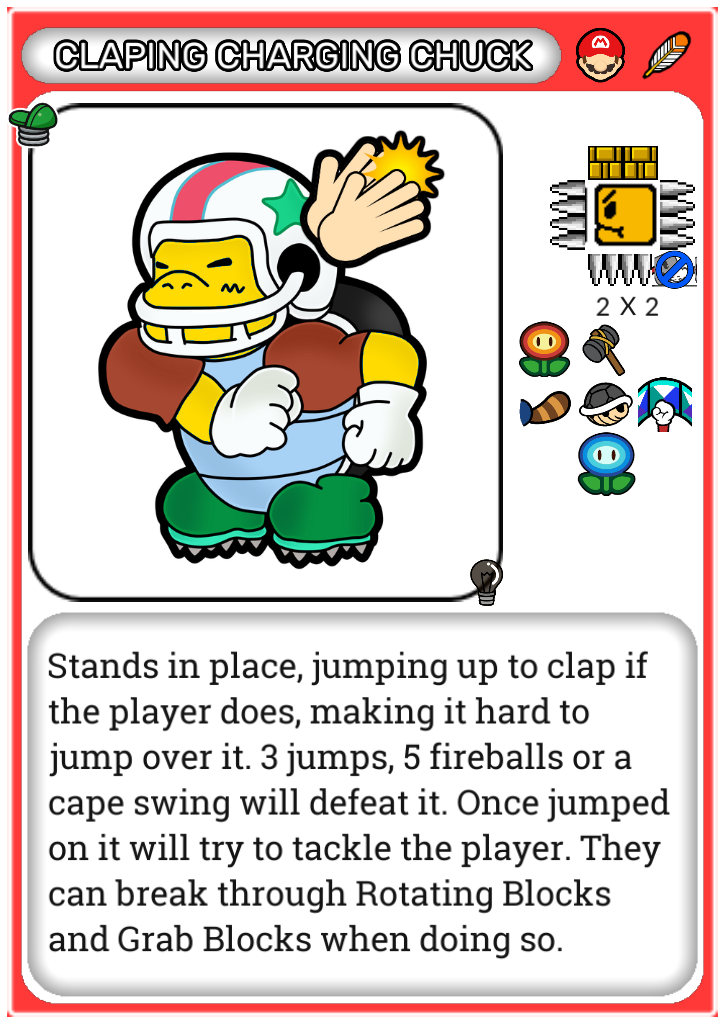 CLAPING CHARGING CHUCK
2 X 2
Stands in place, jumping up to clap if
the player does, making it hard to
jump over it. 3 jumps, 5 fireballs or a
cape swing will defeat it. Once jumped
on it will try to tackle the player. They
can break through Rotating Blocks
and Grab Blocks when doing so.